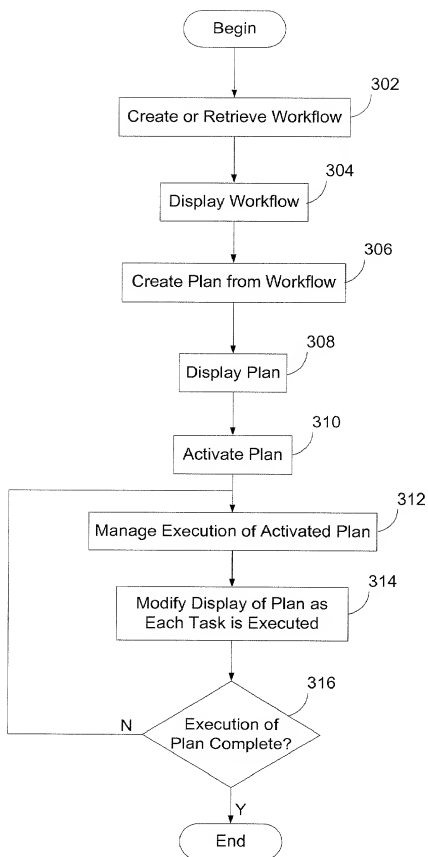 Begin
302
Create or Retrieve Workflow
304
Display Workflow
306
Create Plan from Workflow
308
Display Plan
310
Activate Plan
312
Manage Execution of Activated Plan
314
Modify Display of Plan as
Each Task is Executed
316
Execution of
Plan Complete?
N
Y
End